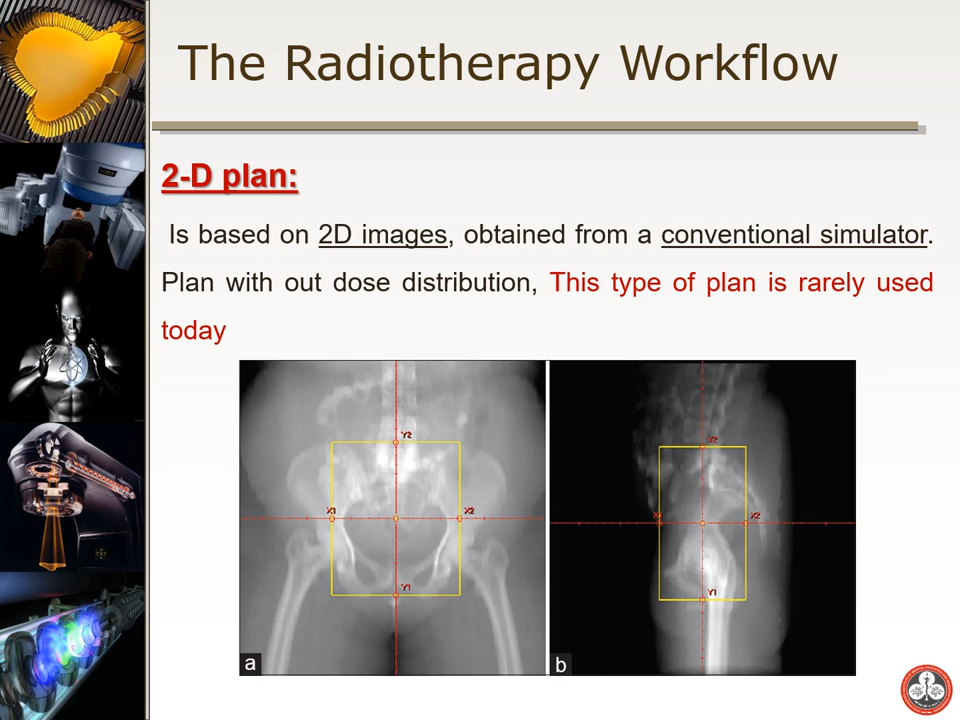 The Radiotherapy Workflow
2-D plan:
Is based on 2D images, obtained from a conventional simulator.
Plan with out dose distribution, This type of plan is rarely used
today
Y2
X1
X2
Y1
a
Y2
X1
X2
Y1
b